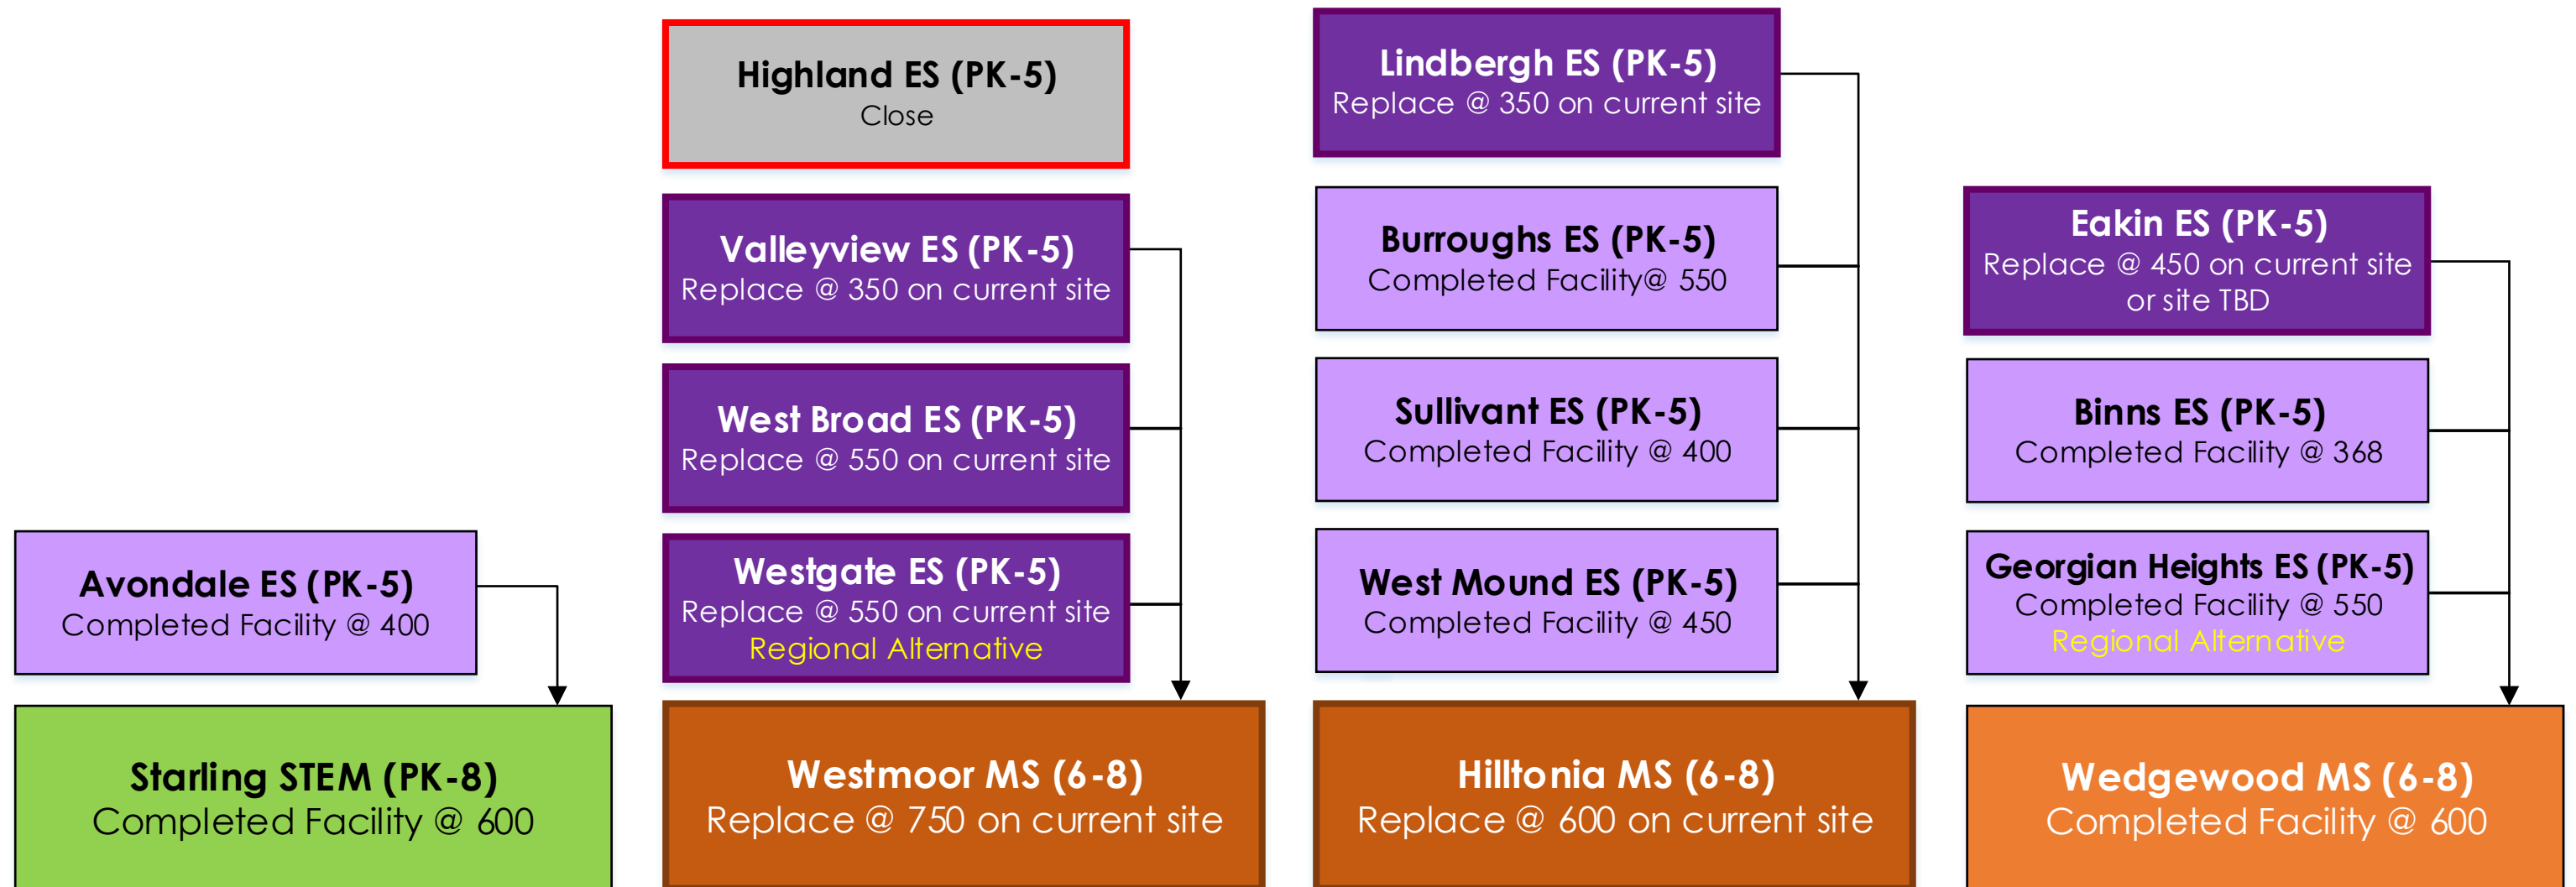 Highland ES (PK-5)
Close
Valleyview ES (PK-5)
Replace @ 350 on current site
West Broad ES (PK-5)
Replace @ 550 on current site
Westgate ES (PK-5)
Replace @ 550 on current site
Regional Alternative
Lindbergh ES (PK-5)
Replace @ 350 on current site
Burroughs ES (PK-5)
Completed Facility@ 550
Sullivant ES (PK-5)
Completed Facility @ 400
West Mound ES (PK-5)
Completed Facility @ 450
Eakin ES (PK-5)
Replace @ 450 on current site
or site TBD
Binns ES (PK-5)
Completed Facility @ 368
Georgian Heights ES (PK-5)
Completed Facility @ 550
Regional Alternative
Avondale ES (PK-5)
Completed Facility @ 400
Starling STEM (PK-8)
Completed Facility @ 600
Westmoor MS (6-8)
Replace @ 750 on current site
Hilltonia MS (6-8)
Replace @ 600 on current site
Wedgewood MS (6-8)
Completed Facility @ 600